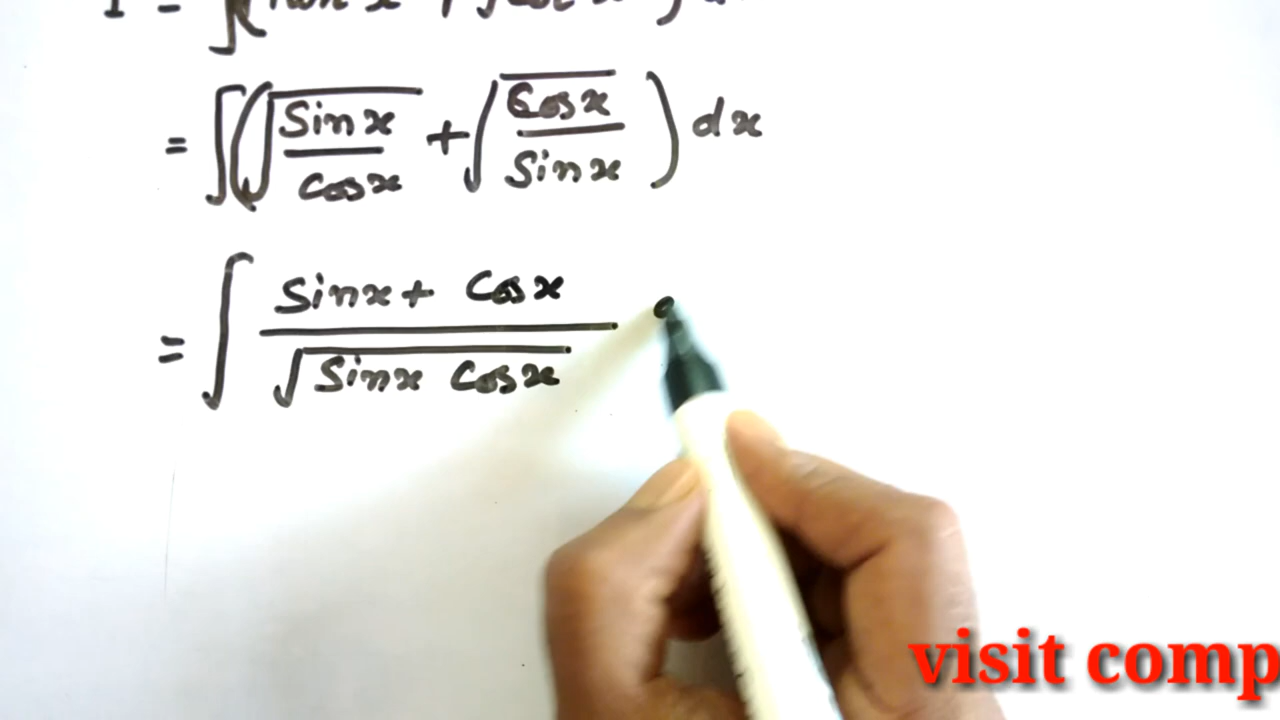 = ∫(√(Sinx/Cosx) + √(Cosx/Sinx)) dx
= ∫ (Sinx + Cosx)/√(Sinx Cosx)
visit comp